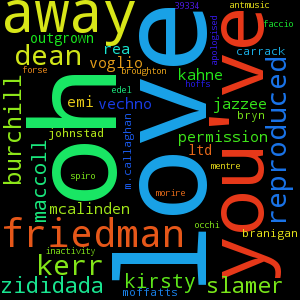 away
39334
antmusic
outgrown
faccio
dean
rea
carrack
voglio
forse
broughton
apologised
love
oh
you've
kahne
edel
hoffs
emi
vechno
jazzee
bryn
burchill
johnstad
m.callaghan
permission
reproduced
maccoll
spiro
ltd
mentre
morire
mcalinden
occhi
branigan
friedman
kerr
inactivity
kirsty
slamer
zididada
moffatts